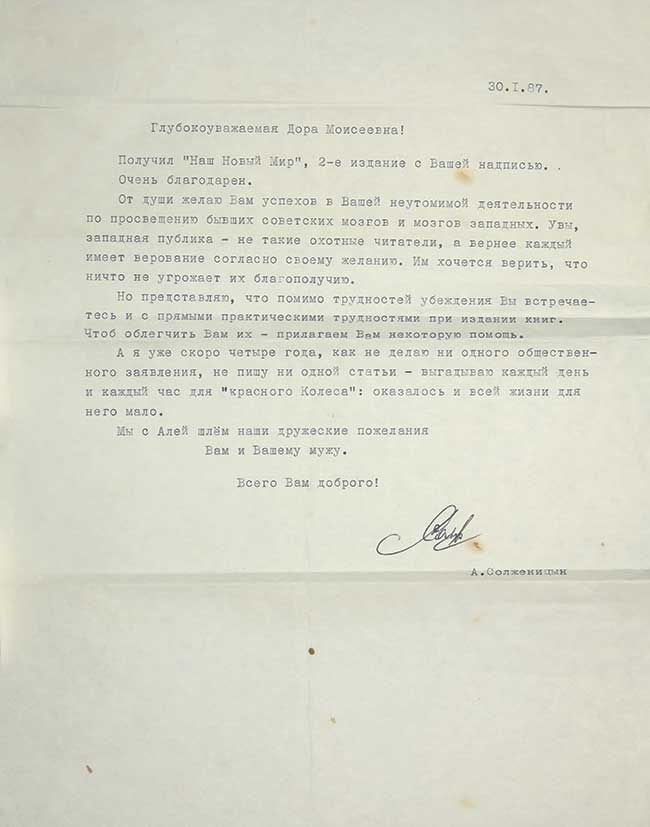 30.I.87.
Глубокоуважаемая Дора Моисеевна!
Получил "Наш Новый Мир", 2-е издание с Вашей надписью. .
Очень благодарен.
От души желаю Вам успехов в Вашей неутомимой деятельности
по просвещению бывших советских мозгов и мозгов западных. Увы,
западная публика - не такие охотные читатели, а вернее каждый
имеет верование согласно своему желанию. Им хочется верить, что
ничто не угрожает их благополучию.
Но представляю, что помимо трудностей убеждения Вы встречае-
тесь и с прямыми практическими трудностями при издании книг.
Чтоб облегчить Вам их - прилагаем Вам некоторую помощь.
А я уже скоро четыре года, как не делаю ни одного обществен-
ного заявления, не пишу ни одной статьи - выгадываю каждый день
и каждый час для "красного Колеса": оказалось и всей жизни для
него мало.
Мы с Алей шлём наши дружеские пожелания
Вам и Вашему мужу.
Всего Вам доброго!
А.Солженицын